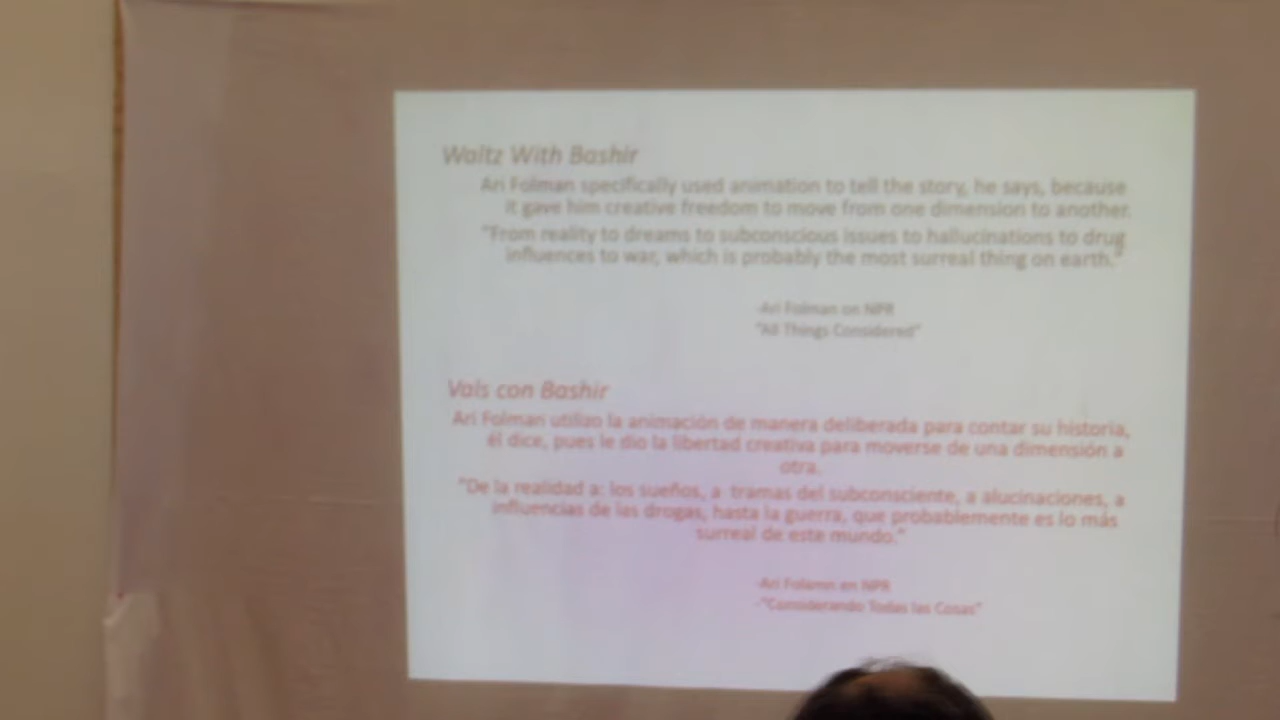 Waltz With Bashir
Ari Folman specifically used animation to tell the story, he says, because
it gave him creative freedom to move from one dimension to another.
"From reality to dreams to subconscious issues to hallucinations to drug
influences to war, which is probably the most surreal thing on earth."
-Ari Folman on NPR
"All Things Considered"
Vals con Bashir
Ari Folman utilizo la animación de manera deliberada para contar su historia,
él dice, pues le dio la libertad creativa para moverse de una dimensión a
otra.
"De la realidad a: los sueños, a tramas del subconsciente, a alucinaciones, a
influencias de las drogas, hasta la guerra, que probablemente es lo más
surreal de este mundo."
-Ari Folamn en NPR
-"Considerando Todas las Cosas"